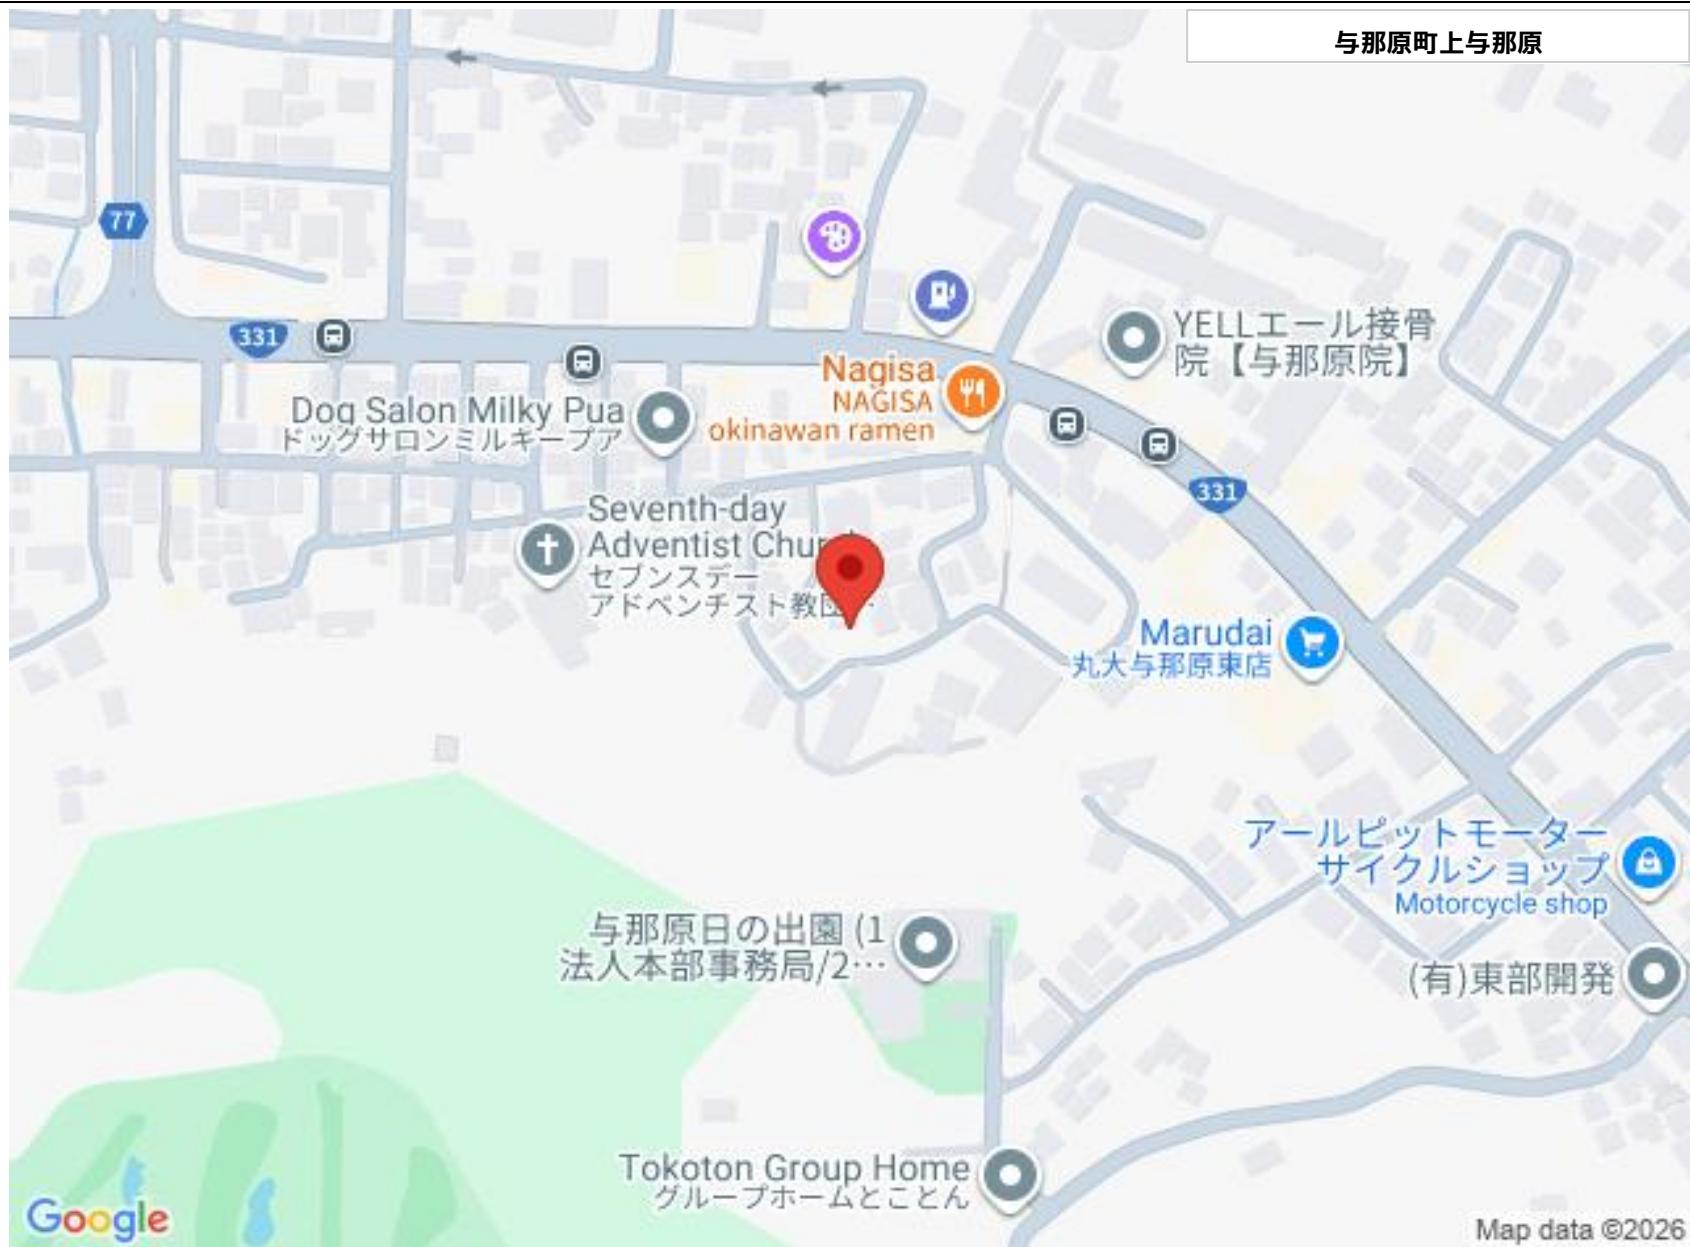 与那原町上与那原
77
331
YELLエール接骨
院【与那原院】
Nagisa
NAGISA
okinawan ramen
Dog Salon Milky Pua
ドッグサロンミルキープア
331
Seventh-day
Adventist Chur
セブンスデー
アドベンチスト教団…
Marudai
丸大与那原東店
アールピットモーター
サイクルショップ
Motorcycle shop
与那原日の出園 (1
法人本部事務局/2…
(有)東部開発
Tokoton Group Home
グループホームとことん
Google
Map data ©2026